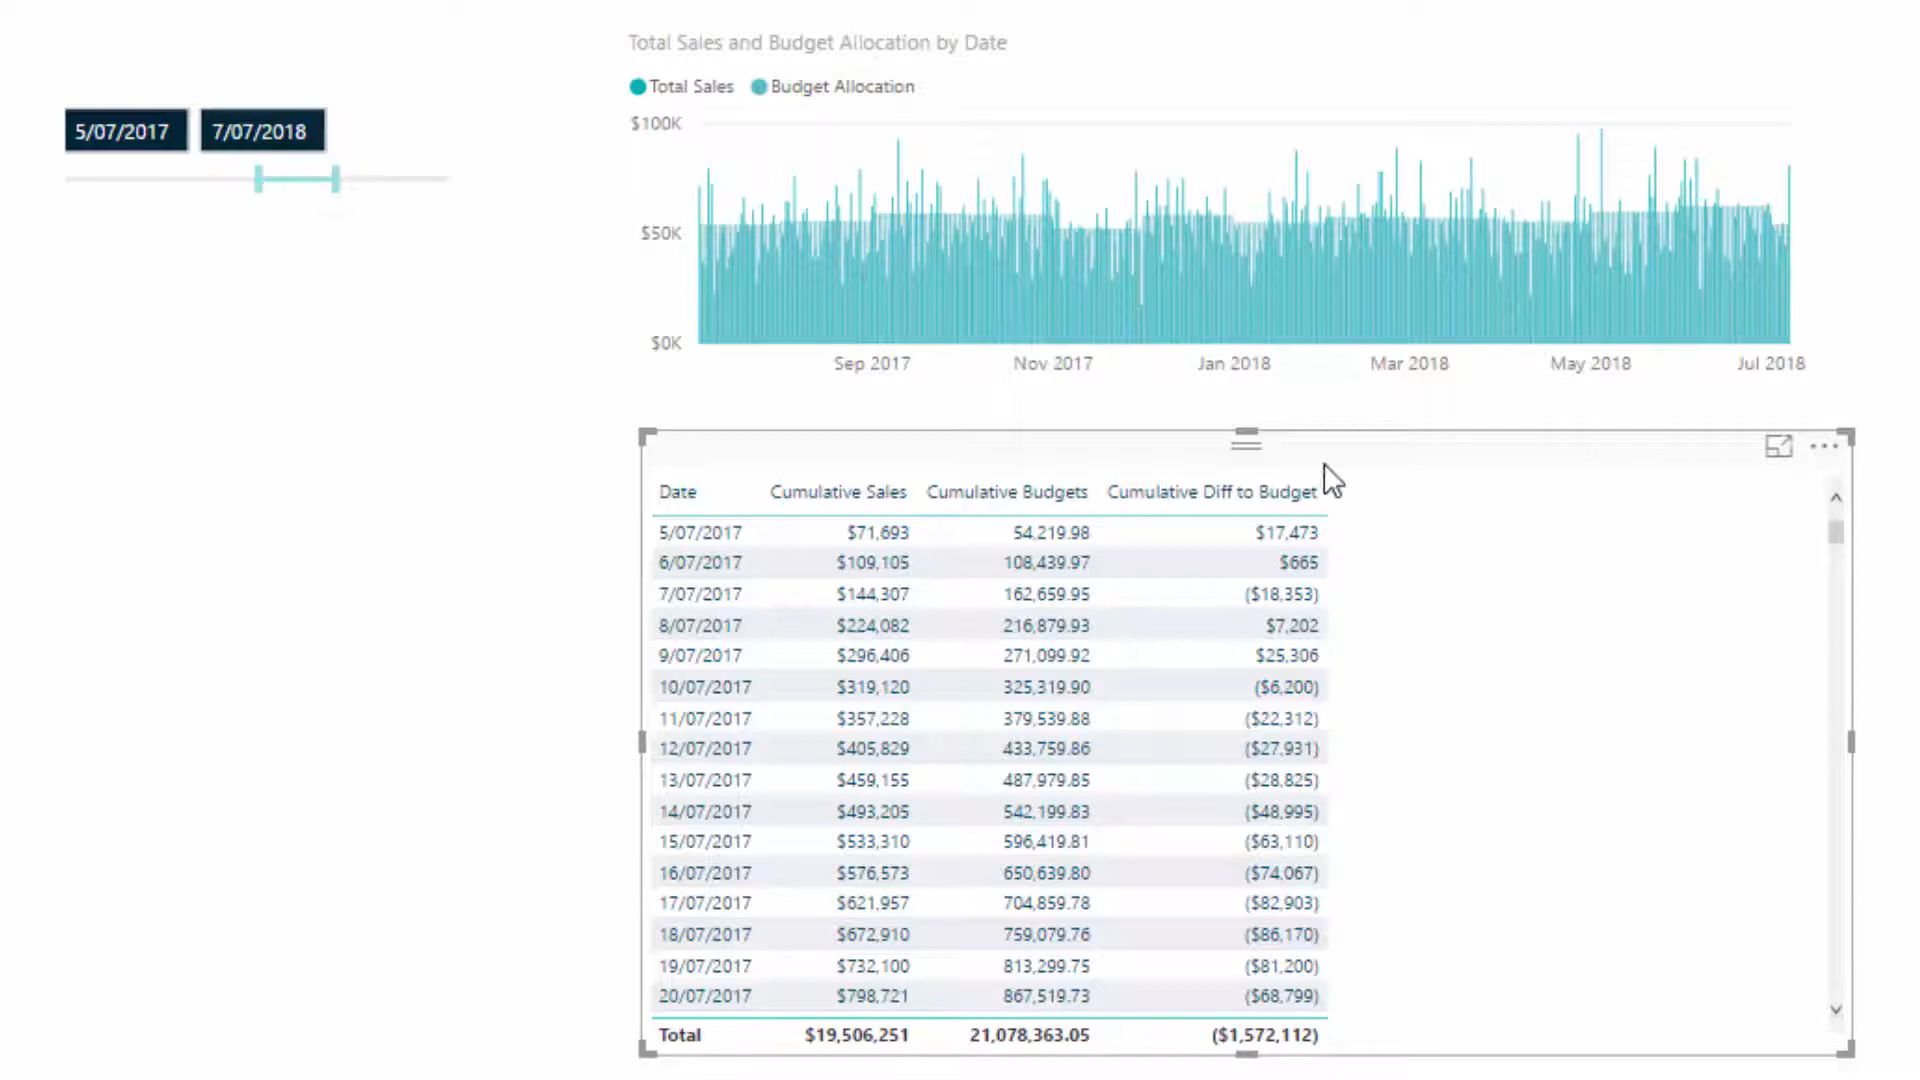 Total Sales and Budget Allocation by Date
Total Sales Budget Allocation
5/07/2017 7/07/2018
$100K
$50K
$0K
Sep 2017 Nov 2017 Jan 2018 Mar 2018 May 2018 Jul 2018
Date Cumulative Sales Cumulative Budgets Cumulative Diff to Budget
5/07/2017 $71,693 54,219.98 $17,473
6/07/2017 $109,105 108,439.97 $665
7/07/2017 $144,307 162,659.95 ($18,353)
8/07/2017 $224,082 216,879.93 $7,202
9/07/2017 $296,406 271,099.92 $25,306
10/07/2017 $319,120 325,319.90 ($6,200)
11/07/2017 $357,228 379,539.88 ($22,312)
12/07/2017 $405,829 433,759.86 ($27,931)
13/07/2017 $459,155 487,979.85 ($28,825)
14/07/2017 $493,205 542,199.83 ($48,995)
15/07/2017 $533,310 596,419.81 ($63,110)
16/07/2017 $576,573 650,639.80 ($74,067)
17/07/2017 $621,957 704,859.78 ($82,903)
18/07/2017 $672,910 759,079.76 ($86,170)
19/07/2017 $732,100 813,299.75 ($81,200)
20/07/2017 $798,721 867,519.73 ($68,799)
Total $19,506,251 21,078,363.05 ($1,572,112)